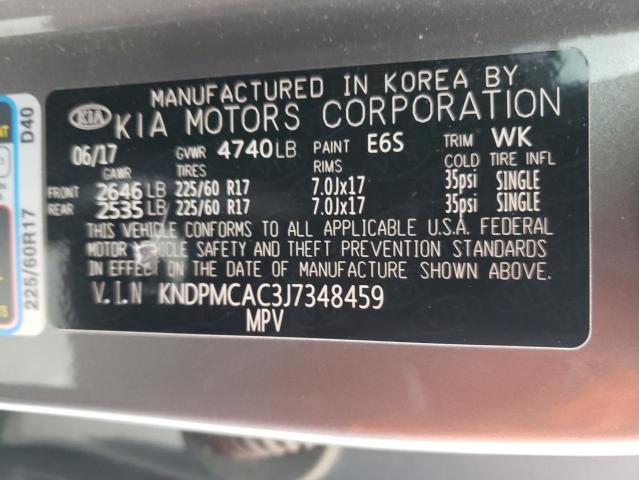 MANUFACTURED IN KOREA BY
KIA KIA MOTORS CORPORATION
06/17 GVWR 4740LB PAINT E6S TRIM WK
GAWR TIRES RIMS COLD TIRE INFL
FRONT 2646 LB 225/60 R17 7.0Jx17 35psi SINGLE
REAR 2535 LB/ 225/60 R17 7.0Jx17 35psi SINGLE
THIS VEHICLE CONFORMS TO ALL APPLICABLE U.S.A. FEDERAL
MOTOR VEHICLE SAFETY AND THEFT PREVENTION STANDARDS
IN EFFECT ON THE DATE OF MANUFACTURE SHOWN ABOVE.
V.I.N KNDPMCAC3J7348459
MPV
D40
225/60R17